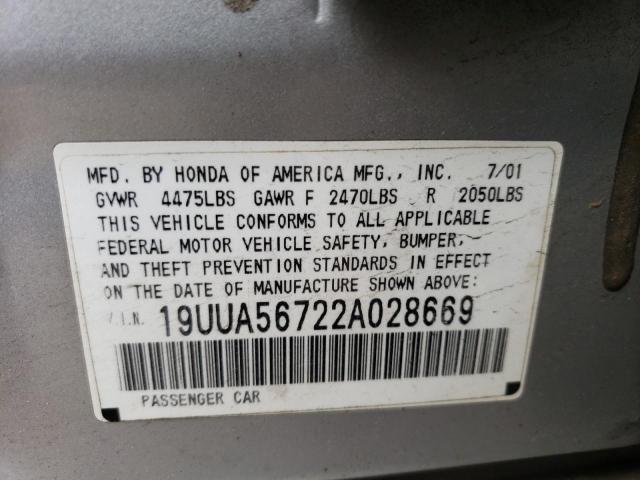 MFD. BY HONDA OF AMERICA MFG., INC. 7/01
GVWR 4475LBS GAWR F 2470LBS R 2050LBS
THIS VEHICLE CONFORMS TO ALL APPLICABLE
FEDERAL MOTOR VEHICLE SAFETY, BUMPER,
AND THEFT PREVENTION STANDARDS IN EFFECT
ON THE DATE OF MANUFACTURE SHOWN ABOVE:
V.I.N. 19UUA56722A028669
PASSENGER CAR